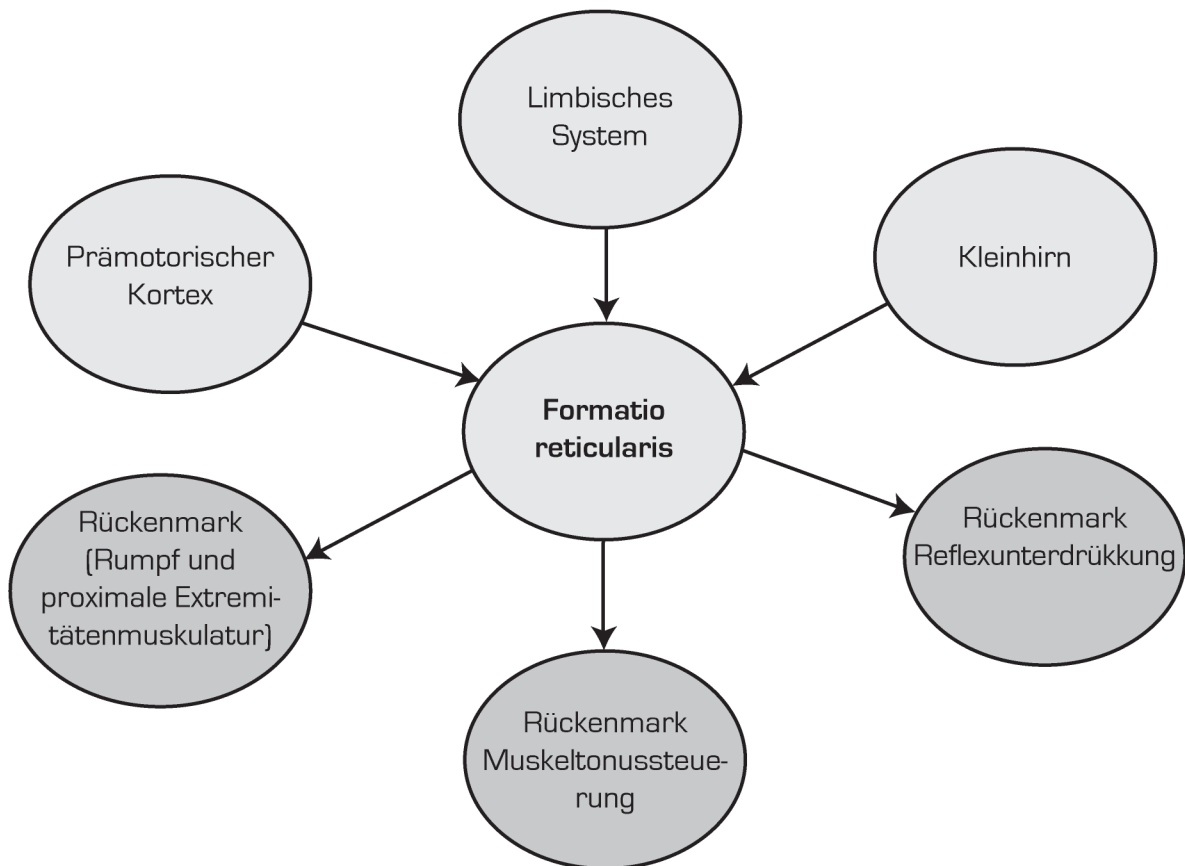 Limbisches
System
Prämotorischer
Kortex
Kleinhirn
Formatio
reticularis
Rückenmark
(Rumpf und
proximale Extremi-
tätenmuskulatur)
Rückenmark
Muskeltonussteue-
rung
Rückenmark
Reflexunterdrükkung